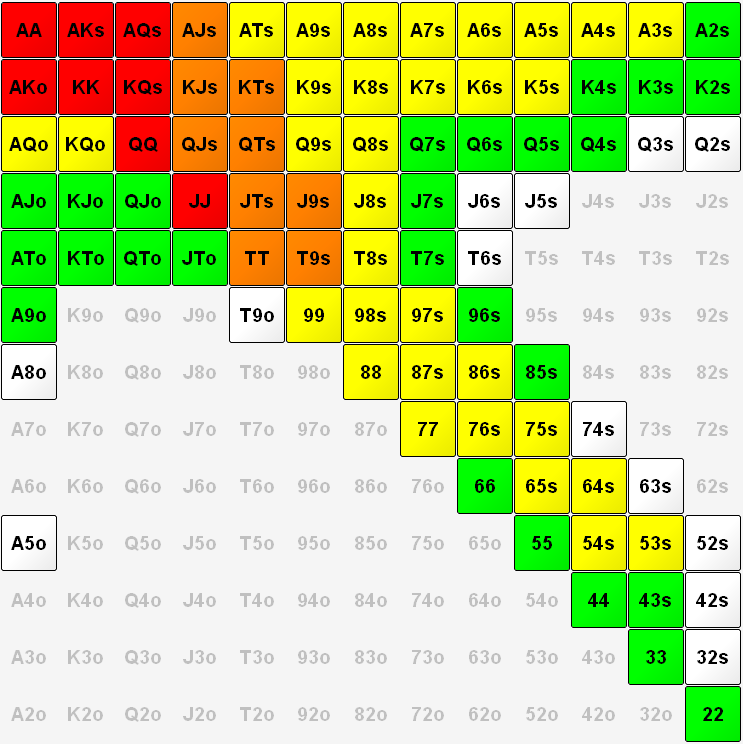 AA AKs AQs AJs ATs A9s A8s A7s A6s A5s A4s A3s A2s
AKo KK KQs KJs KTs K9s K8s K7s K6s K5s K4s K3s K2s
AQo KQo QQ QJs QTs Q9s Q8s Q7s Q6s Q5s Q4s Q3s Q2s
AJo KJo QJo JJ JTs J9s J8s J7s J6s J5s J4s J3s J2s
ATo KTo QTo JTo TT T9s T8s T7s T6s T5s T4s T3s T2s
A9o K9o Q9o J9o T9o 99 98s 97s 96s 95s 94s 93s 92s
A8o K8o Q8o J8o T8o 98o 88 87s 86s 85s 84s 83s 82s
A7o K7o Q7o J7o T7o 97o 87o 77 76s 75s 74s 73s 72s
A6o K6o Q6o J6o T6o 96o 86o 76o 66 65s 64s 63s 62s
A5o K5o Q5o J5o T5o 95o 85o 75o 65o 55 54s 53s 52s
A4o K4o Q4o J4o T4o 94o 84o 74o 64o 54o 44 43s 42s
A3o K3o Q3o J3o T3o 93o 83o 73o 63o 53o 43o 33 32s
A2o K2o Q2o J2o T2o 92o 82o 72o 62o 52o 42o 32o 22